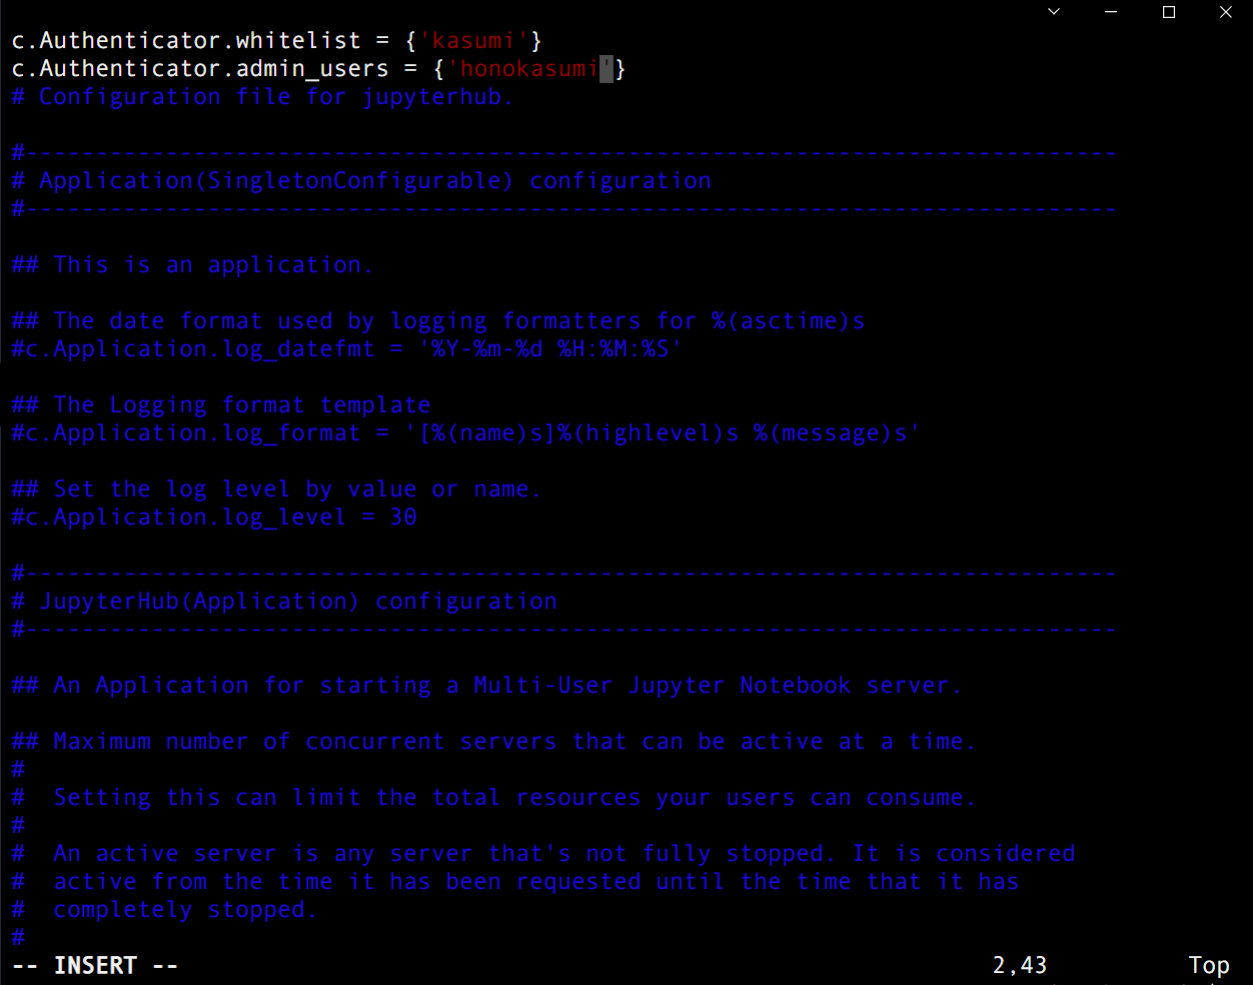 c.Authenticator.whitelist = {'kasumi'}
c.Authenticator.admin_users = {'honokasumi'}
# Configuration file for jupyterhub.
#------------------------------------------------------------------------------
# Application(SingletonConfigurable) configuration
#------------------------------------------------------------------------------
## This is an application.
## The date format used by logging formatters for %(asctime)s
#c.Application.log_datefmt = '%Y-%m-%d %H:%M:%S'
## The Logging format template
#c.Application.log_format = '[%(name)s]%(highlevel)s %(message)s'
## Set the log level by value or name.
#c.Application.log_level = 30
#------------------------------------------------------------------------------
# JupyterHub(Application) configuration
#------------------------------------------------------------------------------
## An Application for starting a Multi-User Jupyter Notebook server.
## Maximum number of concurrent servers that can be active at a time.
#
#  Setting this can limit the total resources your users can consume.
#
#  An active server is any server that's not fully stopped. It is considered
#  active from the time it has been requested until the time that it has
#  completely stopped.
#
-- INSERT -- 2,43 Top